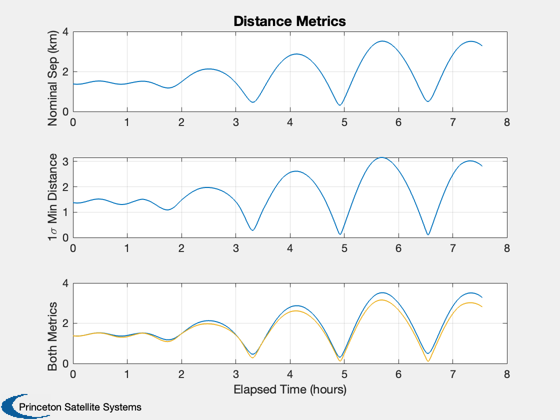 Distance Metrics
Nominal Sep (km)
4
2
0
0 1 2 3 4 5 6 7 8
1σ Min Distance
3
2
1
0
0 1 2 3 4 5 6 7 8
Both Metrics
4
2
0
0 1 2 3 4 5 6 7 8
Elapsed Time (hours)
Princeton Satellite Systems